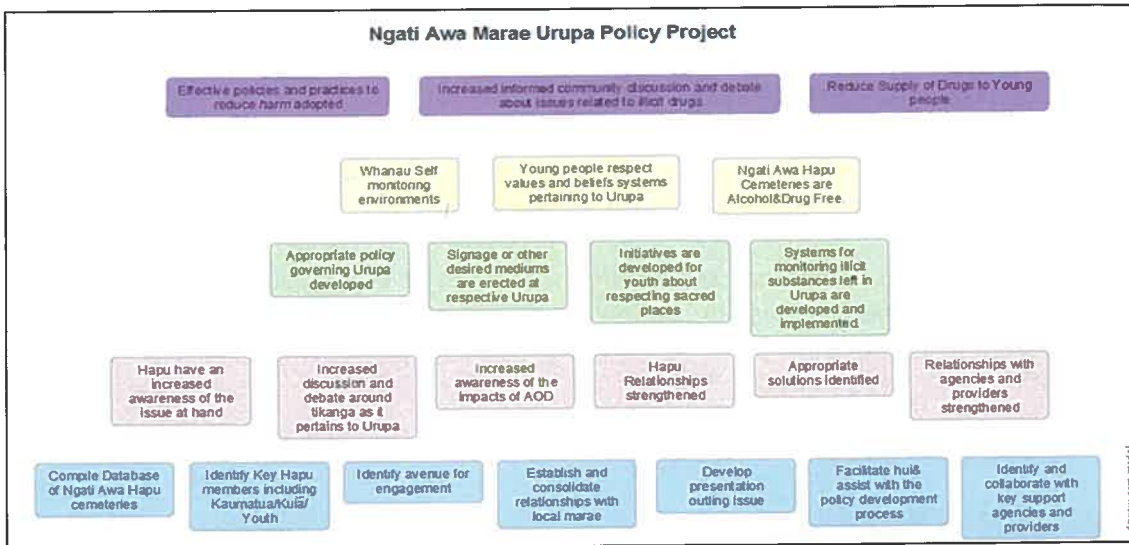 Ngati Awa Marae Urupa Policy Project
Effective policies and practices to
reduce harm adopted
Increased informed community discussion and debate
about issues related to illicit drugs
Reduce Supply of Drugs to Young
people
Whanau Self
monitoring
environments
Young people respect
values and beliefs systems
pertaining to Urupa
Ngati Awa Hapu
Cemeteries are
Alcohol&Drug Free
Appropriate policy
governing Urupa
developed
Signage or other
desired mediums
are erected at
respective Urupa
Initiatives are
developed for
youth about
respecting sacred
places
Systems for
monitoring illicit
substances left in
Urupa are
developed and
implemented
Hapu have an
increased
awareness of the
issue at hand
Increased
discussion and
debate around
tikanga as it
pertains to Urupa
Increased
awareness of the
impacts of AOD
Hapu
Relationships
strengthened
Appropriate
solutions identified
Relationships with
agencies and
providers
strengthened
Compile Database
of Ngati Awa Hapu
cemeteries
Identify Key Hapu
members including
Kaumatua/Kuia/
Youth
Identify avenue for
engagement
Establish and
consolidate
relationships with
local marae
Develop
presentation
outling issue
Facilitate hui&
assist with the
policy development
process
Identify and
collaborate with
key support
agencies and
providers